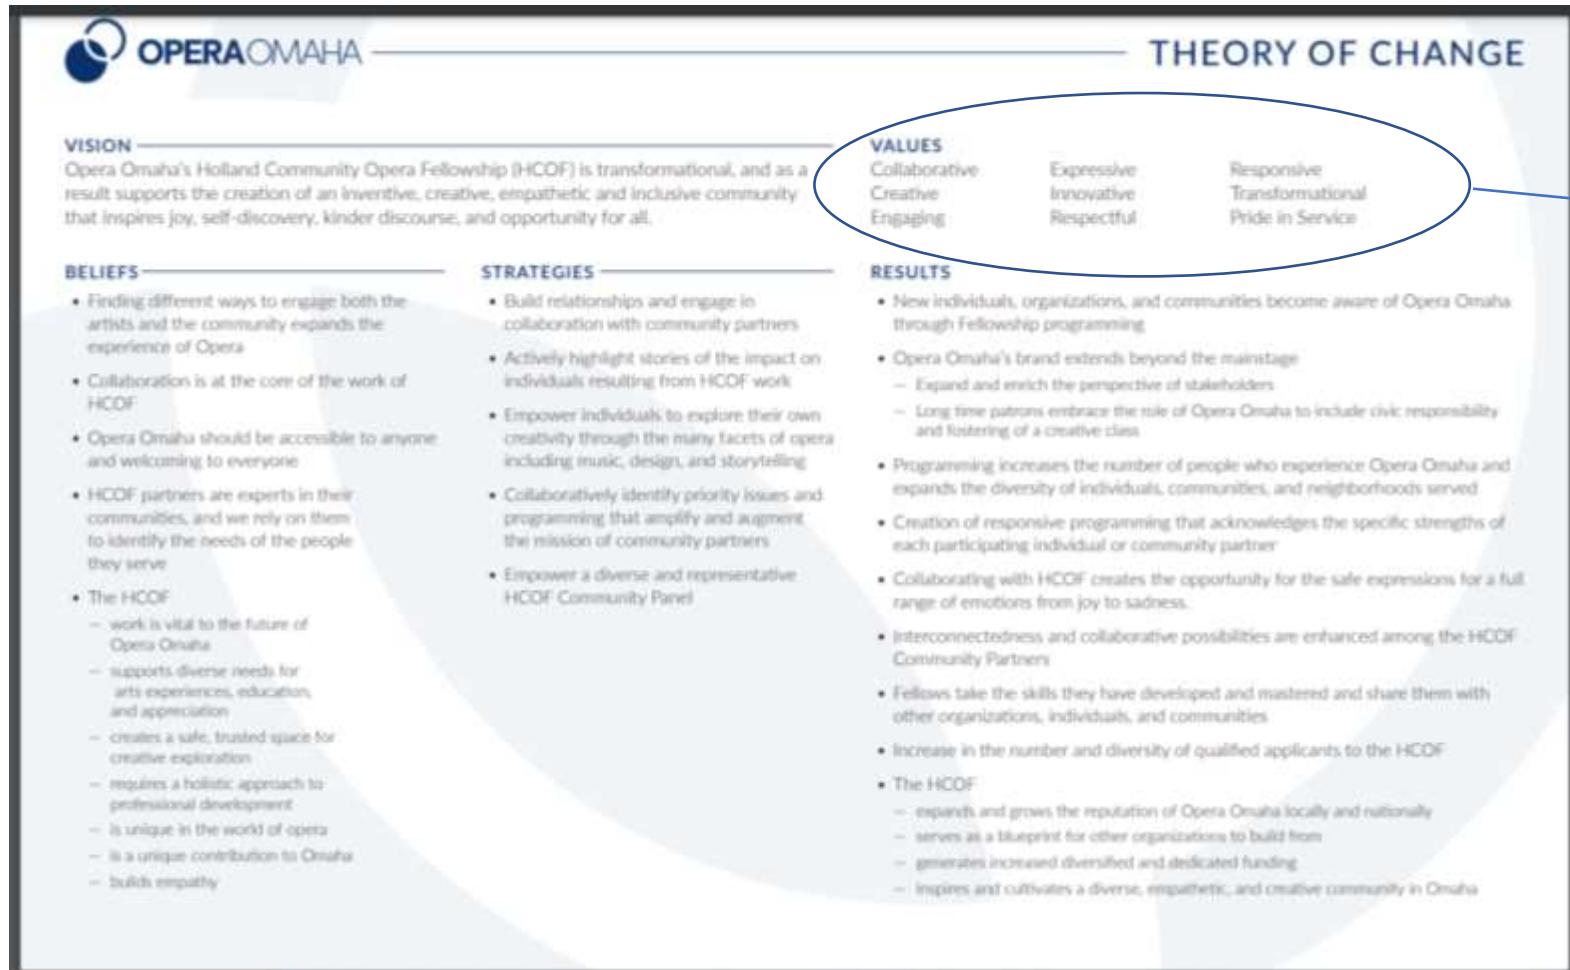 OPERAOMAHA
THEORY OF CHANGE
VISION
Opera Omaha's Holland Community Opera Fellowship (HCOF) is transformational, and as a
result supports the creation of an inventive, creative, empathetic and inclusive community
that inspires joy, self-discovery, kinder discourse, and opportunity for all.
VALUES
Collaborative Expressive Responsive
Creative Innovative Transformational
Engaging Respectful Pride in Service
BELIEFS
• Finding different ways to engage both the
artists and the community expands the
experience of Opera
• Collaboration is at the core of the work of
HCOF
• Opera Omaha should be accessible to anyone
and welcoming to everyone
• HCOF partners are experts in their
communities, and we rely on them
to identify the needs of the people
they serve
• The HCOF
– work is vital to the future of
Opera Omaha
– supports diverse needs for
arts experiences, education,
and appreciation
– creates a safe, trusted space for
creative exploration
– requires a holistic approach to
professional development
– is unique in the world of opera
– is a unique contribution to Omaha
– builds empathy
STRATEGIES
• Build relationships and engage in
collaboration with community partners
• Actively highlight stories of the impact on
individuals resulting from HCOF work
• Empower individuals to explore their own
creativity through the many facets of opera
including music, design, and storytelling
• Collaboratively identify priority issues and
programming that amplify and augment
the mission of community partners
• Empower a diverse and representative
HCOF Community Panel
RESULTS
• New individuals, organizations, and communities become aware of Opera Omaha
through Fellowship programming
• Opera Omaha's brand extends beyond the mainstage
– Expand and enrich the perspective of stakeholders
– Long time patrons embrace the role of Opera Omaha to include civic responsibility
and fostering of a creative class
• Programming increases the number of people who experience Opera Omaha and
expands the diversity of individuals, communities, and neighborhoods served
• Creation of responsive programming that acknowledges the specific strengths of
each participating individual or community partner
• Collaborating with HCOF creates the opportunity for the safe expressions for a full
range of emotions from joy to sadness.
• Interconnectedness and collaborative possibilities are enhanced among the HCOF
Community Partners
• Fellows take the skills they have developed and mastered and share them with
other organizations, individuals, and communities
• Increase in the number and diversity of qualified applicants to the HCOF
• The HCOF
– expands and grows the reputation of Opera Omaha locally and nationally
– serves as a blueprint for other organizations to build from
– generates increased diversified and dedicated funding
– inspires and cultivates a diverse, empathetic, and creative community in Omaha